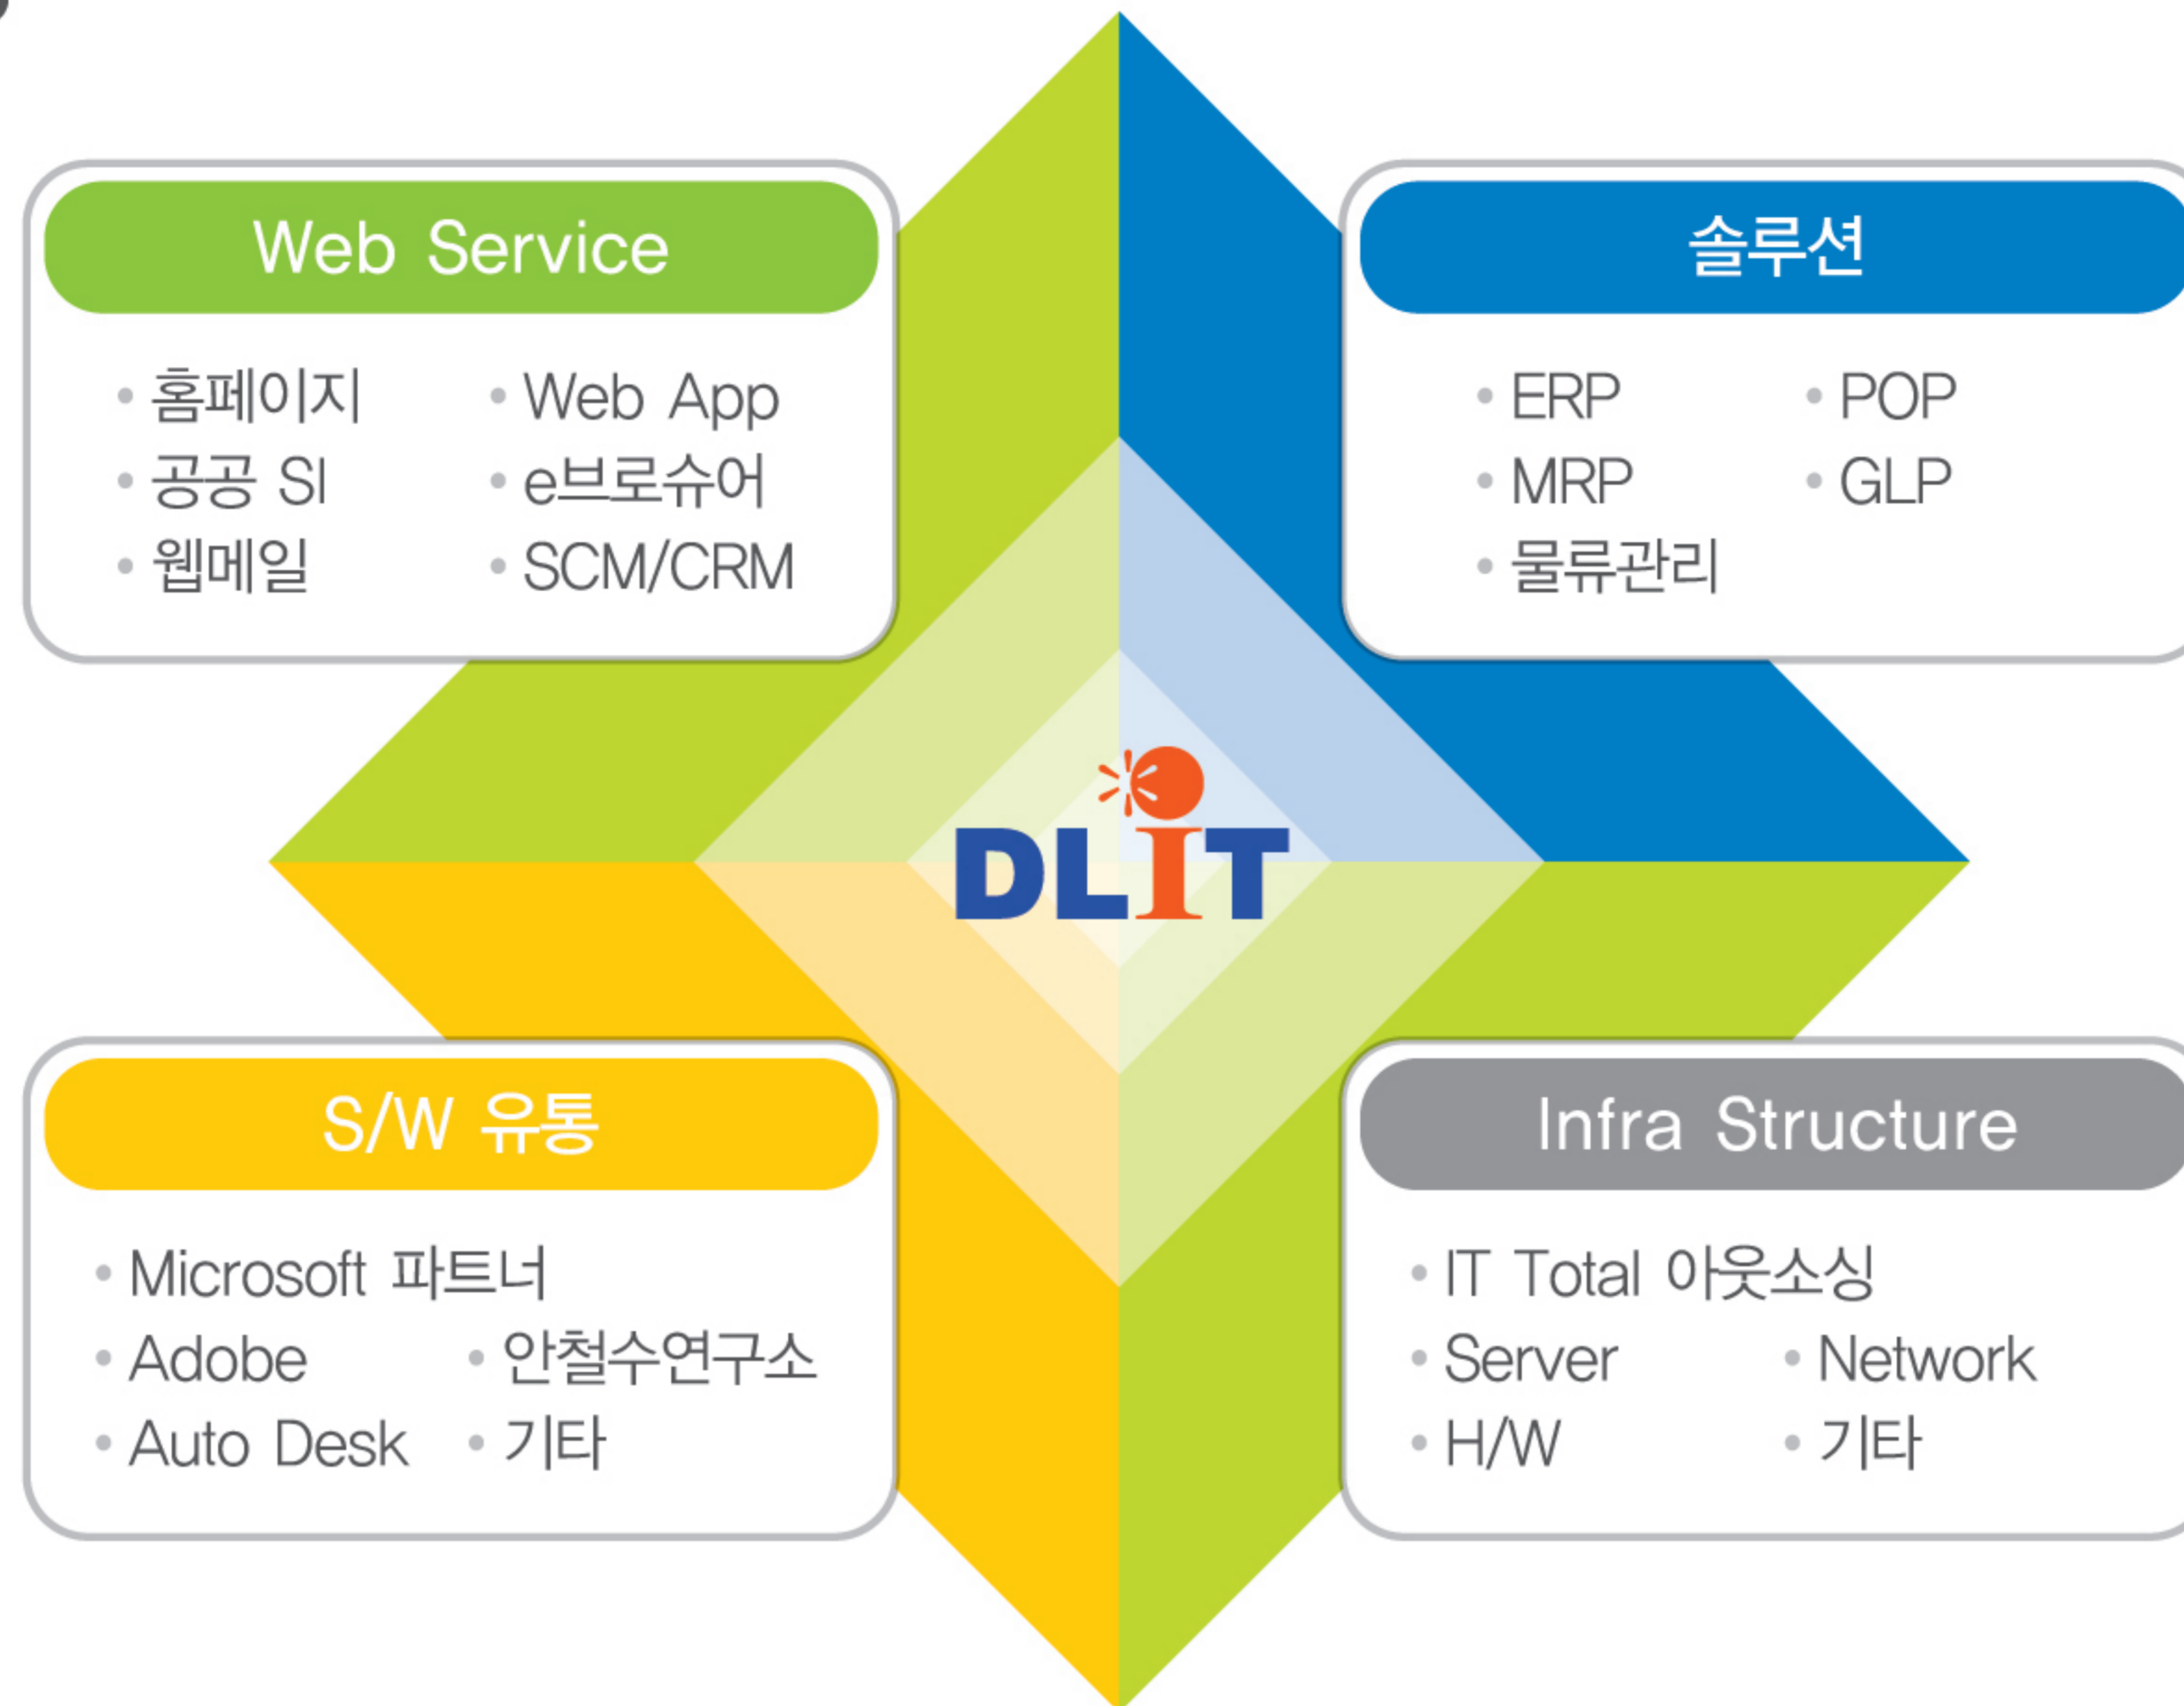 Web Service
• 홈페이지 • Web App
• 공공 SI • e브로슈어
• 웹메일 • SCM/CRM
솔루션
• ERP • POP
• MRP • GLP
• 물류관리
DLIT
S/W 유통
• Microsoft 파트너
• Adobe • 안철수연구소
• Auto Desk • 기타
Infra Structure
• IT Total 아웃소싱
• Server • Network
• H/W • 기타